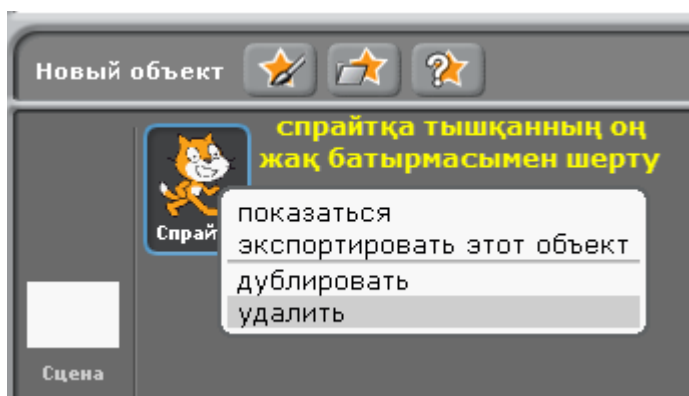 Новый объект
спрайтқа тышқанның оң
жақ батырмасымен шерту
показаться
Спрай
экспортировать этот объект
дублировать
удалить
Сцена